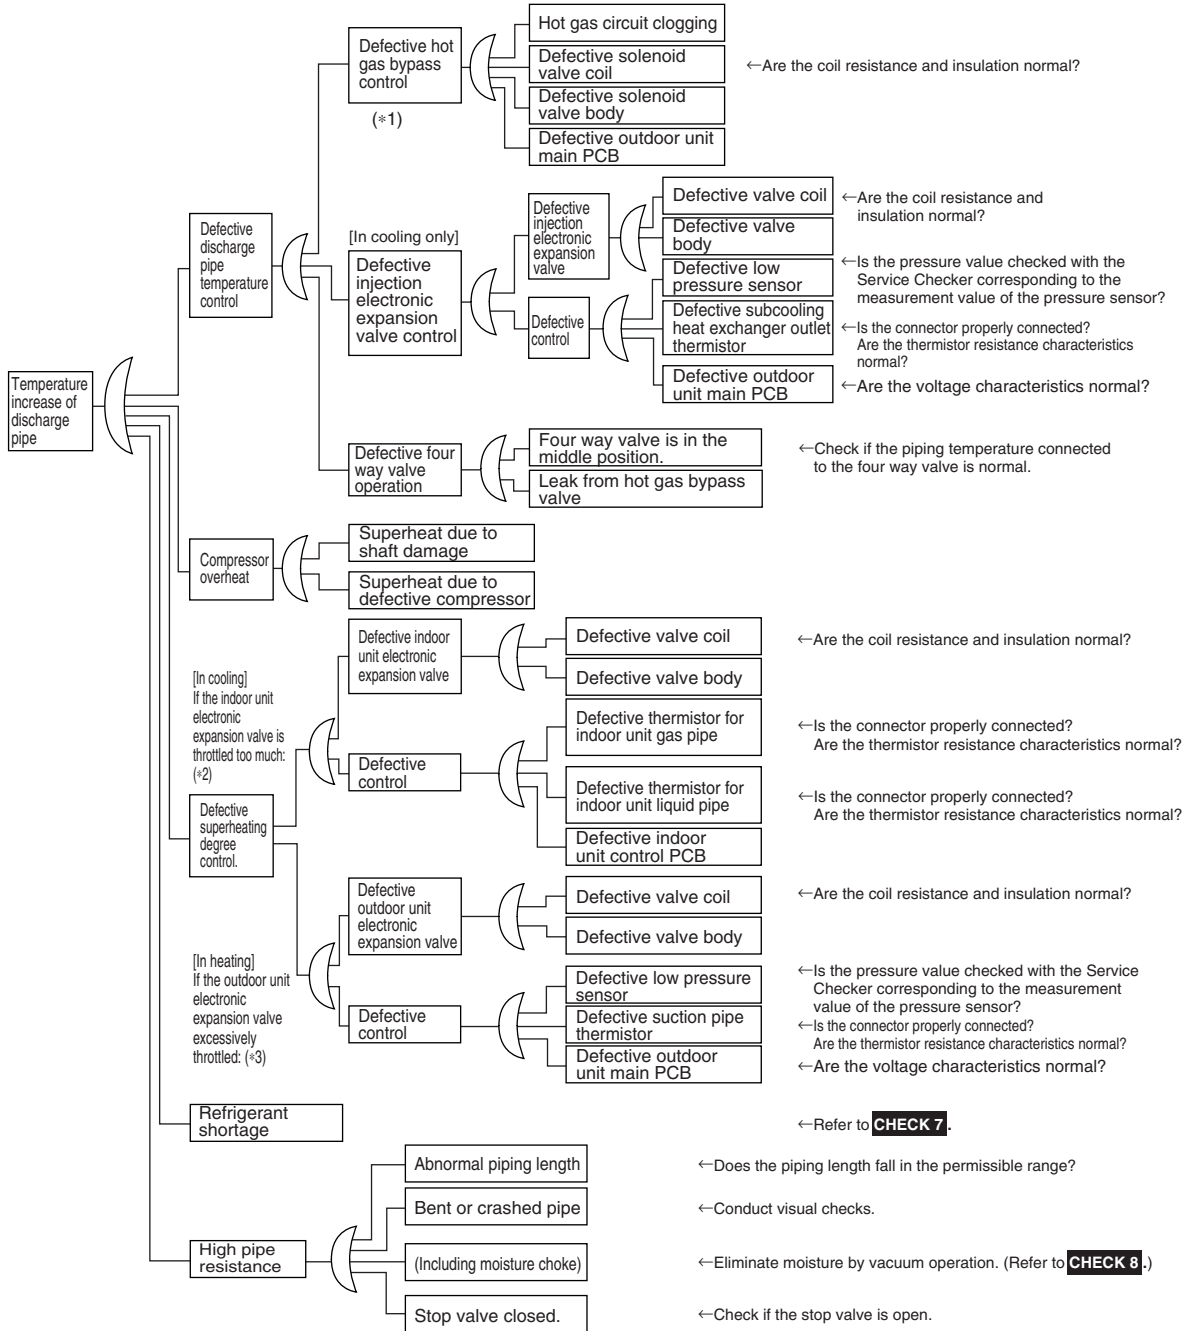 Temperature
increase of
discharge
pipe
Defective
discharge
pipe
temperature
control
Defective hot
gas bypass
control
(*1)
Hot gas circuit clogging
Defective solenoid
valve coil
←Are the coil resistance and insulation normal?
Defective solenoid
valve body
Defective outdoor unit
main PCB
[In cooling only]
Defective
injection
electronic
expansion
valve control
Defective
injection
electronic
expansion
valve
Defective valve coil
←Are the coil resistance and
insulation normal?
Defective valve
body
Defective
control
Defective low
pressure sensor
←Is the pressure value checked with the
Service Checker corresponding to the
measurement value of the pressure sensor?
Defective subcooling
heat exchanger outlet
thermistor
←Is the connector properly connected?
Are the thermistor resistance characteristics
normal?
Defective outdoor
unit main PCB
←Are the voltage characteristics normal?
Defective four
way valve
operation
Four way valve is in the
middle position.
←Check if the piping temperature connected
to the four way valve is normal.
Leak from hot gas bypass
valve
Compressor
overheat
Superheat due to
shaft damage
Superheat due to
defective compressor
Defective
superheating
degree
control.
[In cooling]
If the indoor unit
electronic
expansion valve is
throttled too much:
(*2)
Defective indoor
unit electronic
expansion valve
Defective valve coil
←Are the coil resistance and insulation normal?
Defective valve body
Defective
control
Defective thermistor for
indoor unit gas pipe
←Is the connector properly connected?
Are the thermistor resistance characteristics normal?
Defective thermistor for
indoor unit liquid pipe
←Is the connector properly connected?
Are the thermistor resistance characteristics normal?
Defective indoor
unit control PCB
[In heating]
If the outdoor unit
electronic
expansion valve
excessively
throttled: (*3)
Defective
outdoor unit
electronic
expansion valve
Defective valve coil
←Are the coil resistance and insulation normal?
Defective valve body
Defective
control
Defective low pressure
sensor
←Is the pressure value checked with the Service
Checker corresponding to the measurement
value of the pressure sensor?
Defective suction pipe
thermistor
←Is the connector properly connected?
Are the thermistor resistance characteristics normal?
Defective outdoor
unit main PCB
←Are the voltage characteristics normal?
Refrigerant
shortage
←Refer to CHECK 7.
High pipe
resistance
Abnormal piping length
←Does the piping length fall in the permissible range?
Bent or crashed pipe
←Conduct visual checks.
(Including moisture choke)
←Eliminate moisture by vacuum operation. (Refer to CHECK 8.)
Stop valve closed.
←Check if the stop valve is open.